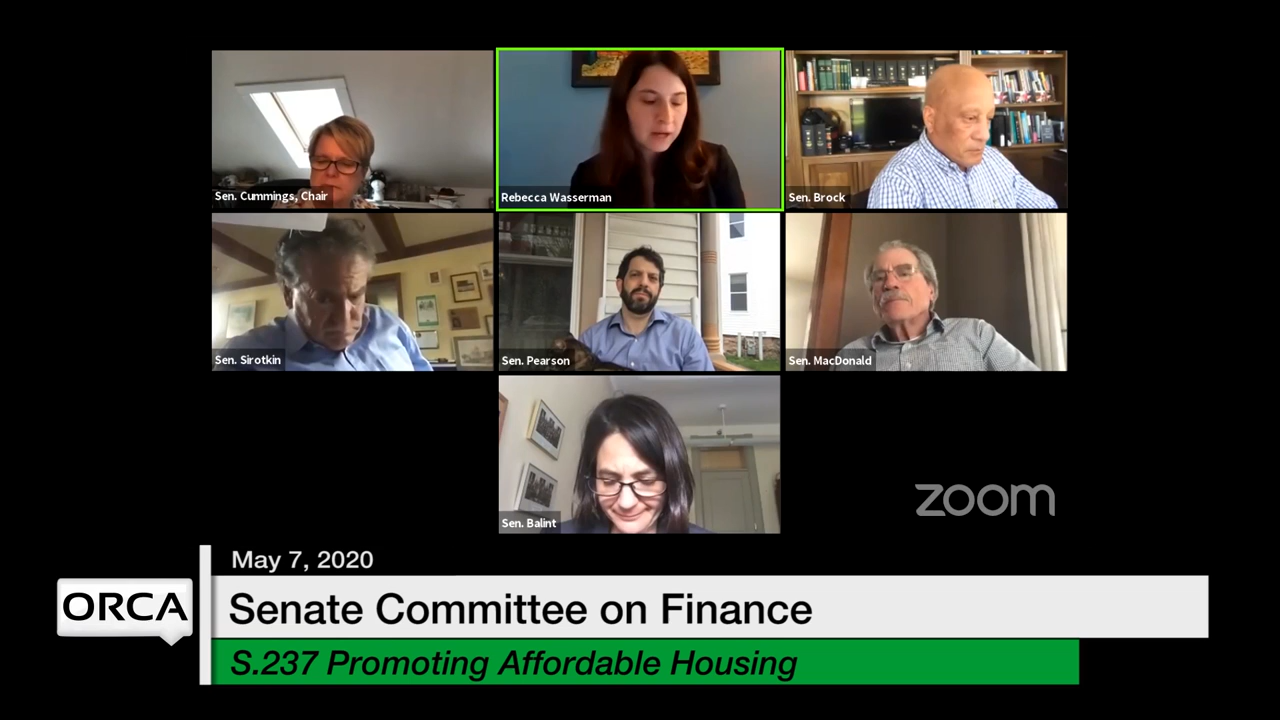 Sen. Cummings, Chair
Rebecca Wasserman
Sen. Brock
Sen. Sirotkin
Sen. Pearson
Sen. MacDonald
Sen. Balint
zoom
May 7, 2020
ORCA
Senate Committee on Finance
S.237 Promoting Affordable Housing